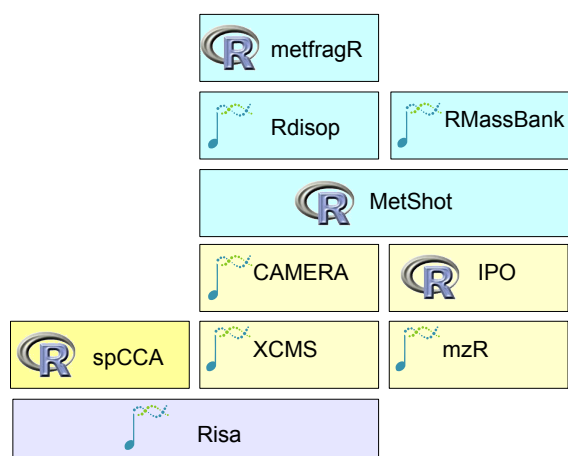 R metfragR
Rdisop
RMassBank
R MetShot
CAMERA
R IPO
R spCCA
XCMS
mzR
Risa